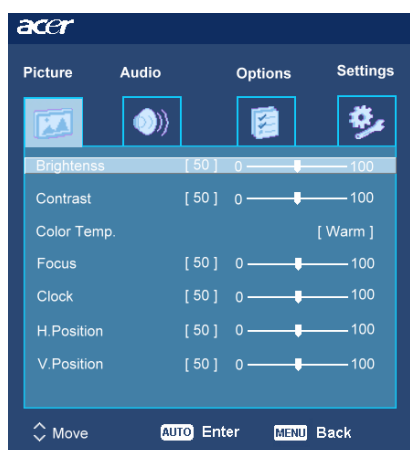 acer
Picture Audio Options Settings
Brightenss [ 50 ] 0 100
Contrast [ 50 ] 0 100
Color Temp. [ Warm ]
Focus [ 50 ] 0 100
Clock [ 50 ] 0 100
H.Position [ 50 ] 0 100
V.Position [ 50 ] 0 100
Move AUTO Enter MENU Back